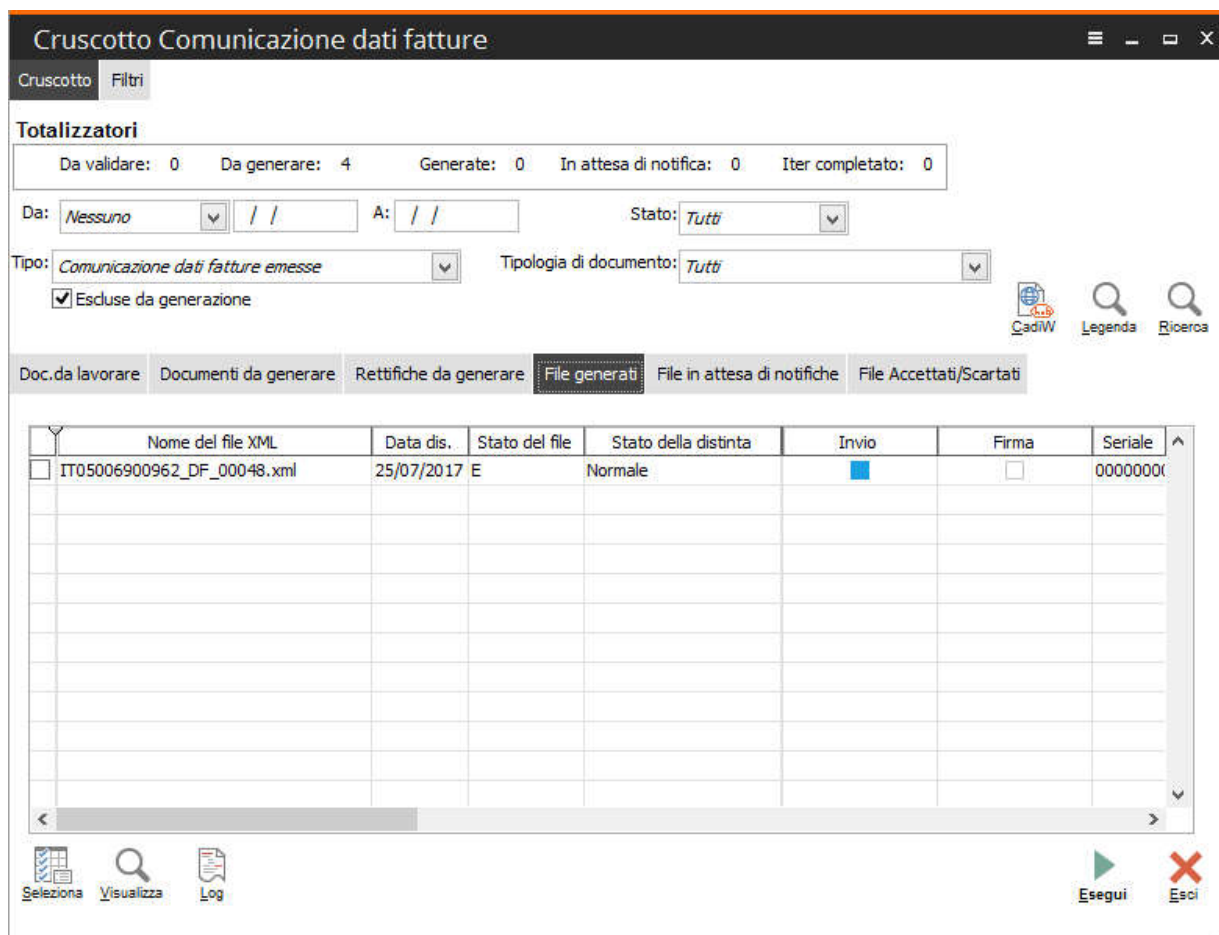 Cruscotto Comunicazione dati fatture
Cruscotto Filtri
Totalizzatori
Da validare: 0 Da generare: 4 Generate: 0 In attesa di notifica: 0 Iter completato: 0
Da: Nessuno / / A: / / Stato: Tutti
Tipo: Comunicazione dati fatture emesse Tipologia di documento: Tutti
Escluse da generazione
CadiW Legenda Ricerca
Doc.da lavorare Documenti da generare Rettifiche da generare File generati File in attesa di notifiche File Accettati/Scartati
Nome del file XML Data dis. Stato del file Stato della distinta Invio Firma Seriale
IT05006900962_DF_00048.xml 25/07/2017 E Normale 00000000
Seleziona Visualizza Log Esegui Esci